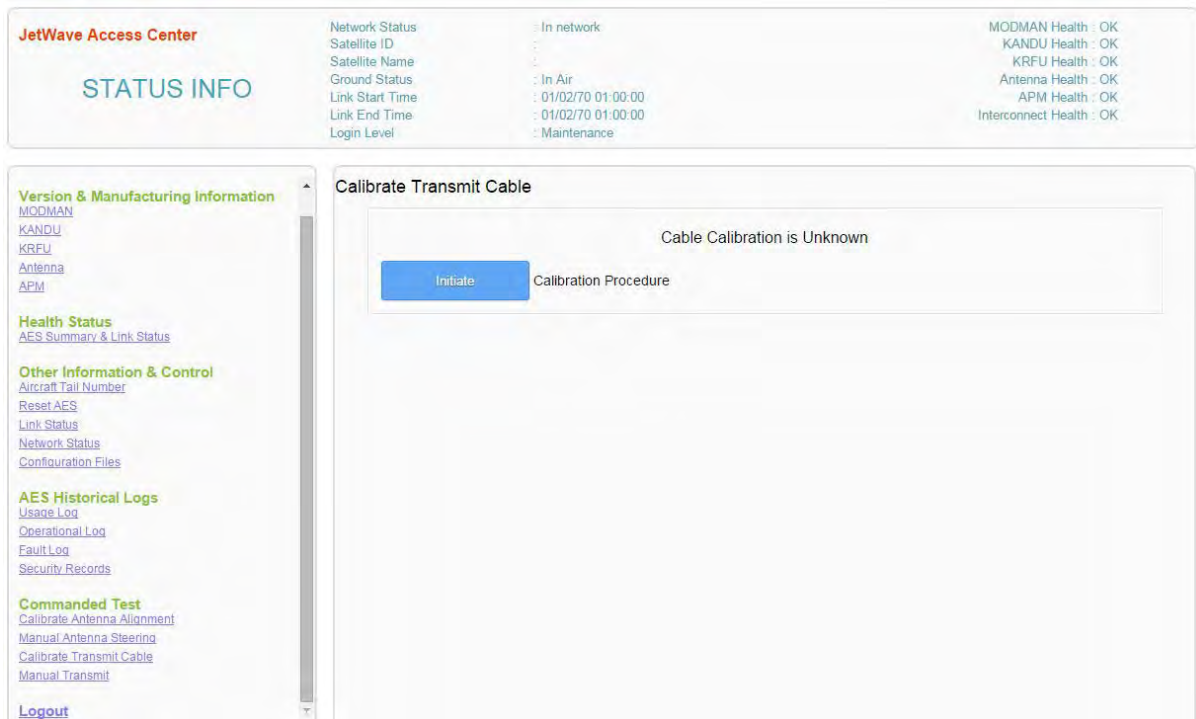 JetWave Access Center
STATUS INFO
Network Status : In network
Satellite ID :
Satellite Name :
Ground Status : In Air
Link Start Time : 01/02/70 01:00:00
Link End Time : 01/02/70 01:00:00
Login Level : Maintenance
MODMAN Health : OK
KANDU Health : OK
KRFU Health : OK
Antenna Health : OK
APM Health : OK
Interconnect Health : OK
Version & Manufacturing Information
MODMAN
KANDU
KRFU
Antenna
APM
Health Status
AES Summary & Link Status
Other Information & Control
Aircraft Tail Number
Reset AES
Link Status
Network Status
Configuration Files
AES Historical Logs
Usage Log
Operational Log
Fault Log
Security Records
Commanded Test
Calibrate Antenna Alignment
Manual Antenna Steering
Calibrate Transmit Cable
Manual Transmit
Logout
Calibrate Transmit Cable
Cable Calibration is Unknown
Initiate Calibration Procedure